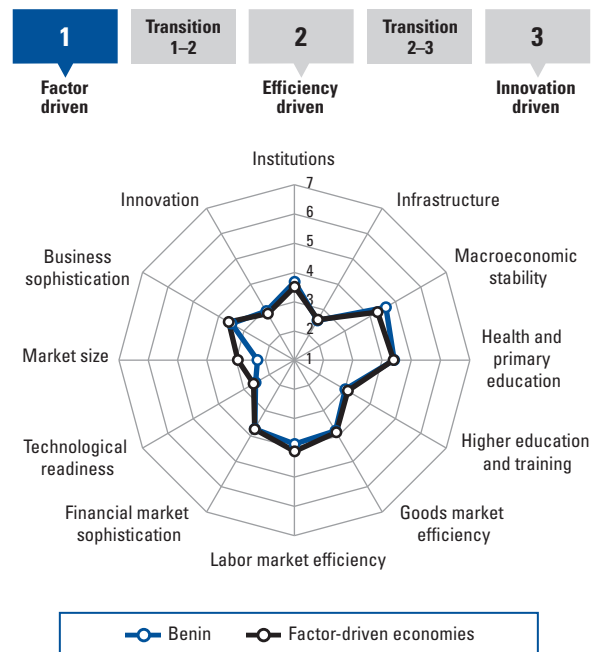 1
Transition
1–2
2
Transition
2–3
3
Factor
driven
Efficiency
driven
Innovation
driven
Institutions
Infrastructure
Macroeconomic
stability
Health and
primary
education
Higher education
and training
Goods market
efficiency
Labor market efficiency
Financial market
sophistication
Technological
readiness
Market size
Business
sophistication
Innovation
7
6
5
4
3
2
1
Benin
Factor-driven economies